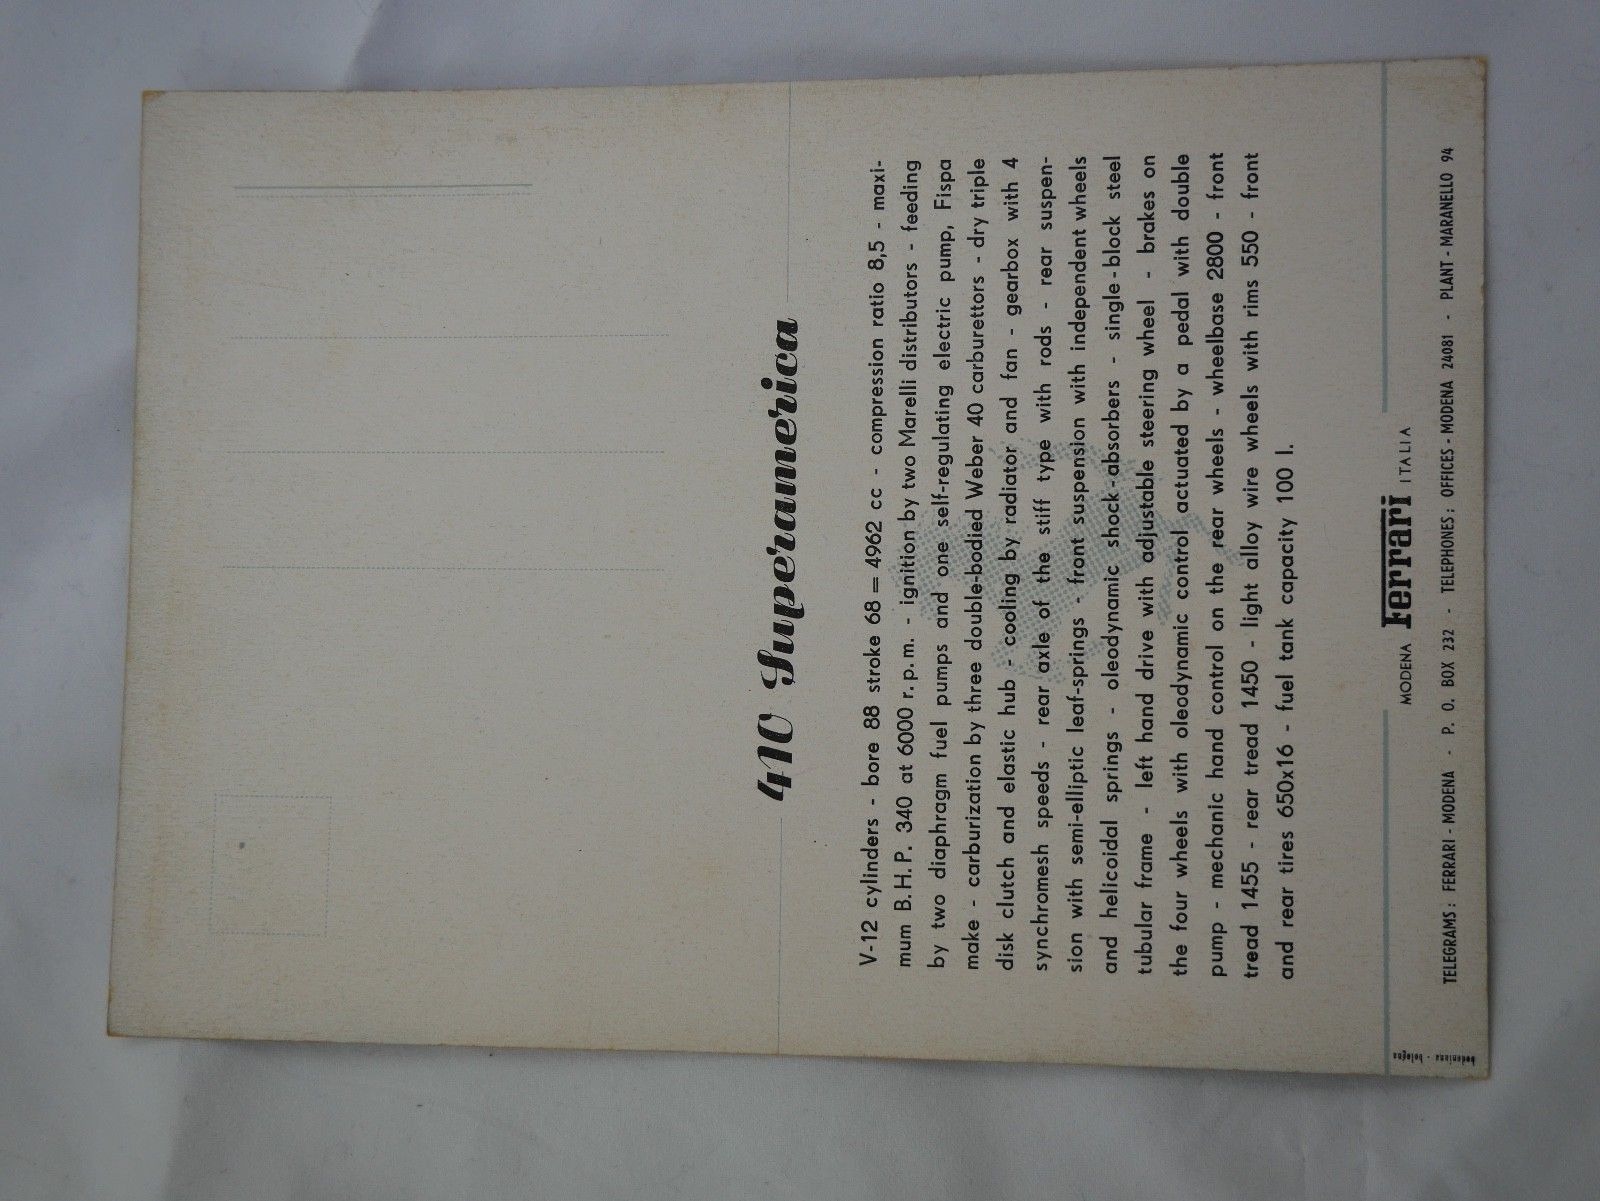 410 Superamerica
V-12 cylinders - bore 88 stroke 68 = 4962 cc - compression ratio 8,5 - maxi-
mum B. H. P. 340 at 6000 r. p. m. - ignition by two Marelli distributors - feeding
by two diaphragm fuel pumps and one self-regulating electric pump, Fispa
make - carburization by three double-bodied Weber 40 carburettors - dry triple
disk clutch and elastic hub - cooling by radiator and fan - gearbox with 4
synchromesh speeds - rear axle of the stiff type with rods - rear suspen-
sion with semi-elliptic leaf-springs - front suspension with independent wheels
and helicoidal springs - oleodynamic shock-absorbers - single-block steel
tubular frame - left hand drive with adjustable steering wheel - brakes on
the four wheels with oleodynamic control actuated by a pedal with double
pump - mechanic hand control on the rear wheels - wheelbase 2800 - front
tread 1455 - rear tread 1450 - light alloy wire wheels with rims 550 - front
and rear tires 650x16 - fuel tank capacity 100 l.
MODENA Ferrari ITALIA
TELEGRAMS: FERRARI - MODENA - P. O. BOX 232 - TELEPHONES: OFFICES - MODENA 24081 - PLANT - MARANELLO 94
bodoniana - bologna